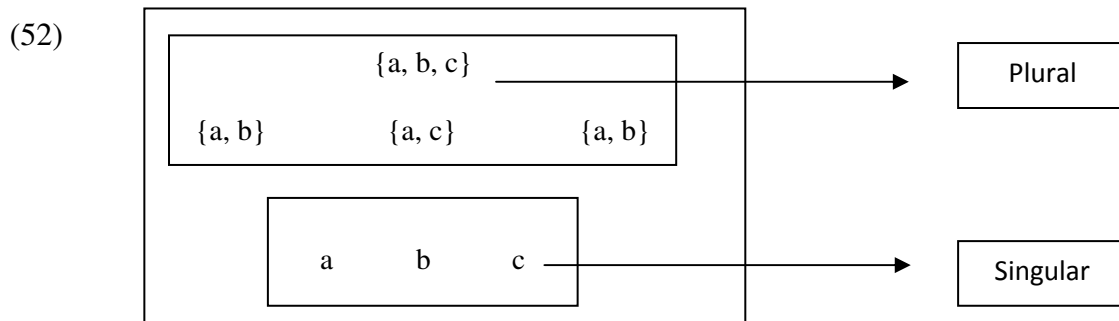 (52)
{a, b, c}
Plural
{a, b} {a, c} {a, b}
a b c
Singular